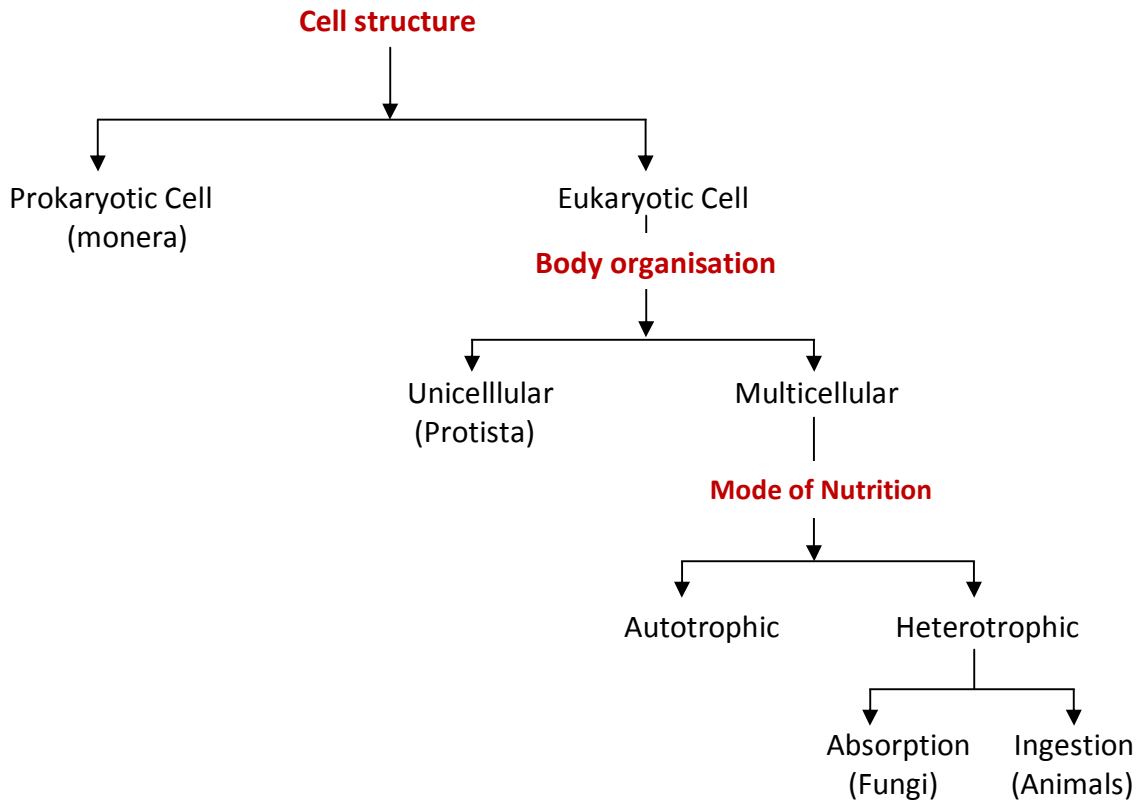 Cell structure
Prokaryotic Cell
(monera)
Eukaryotic Cell
Body organisation
Unicelllular
(Protista)
Multicellular
Mode of Nutrition
Autotrophic
Heterotrophic
Absorption
(Fungi)
Ingestion
(Animals)